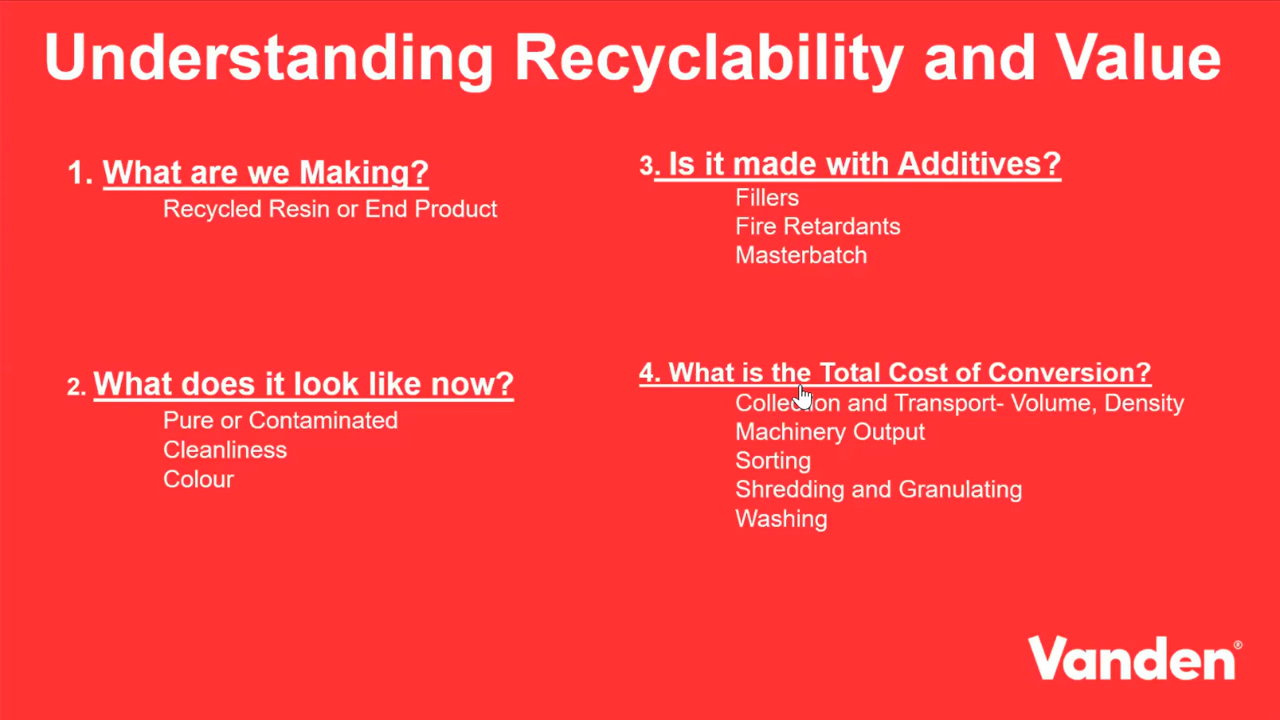 Understanding Recyclability and Value
1. What are we Making?
Recycled Resin or End Product
2. What does it look like now?
Pure or Contaminated
Cleanliness
Colour
3. Is it made with Additives?
Fillers
Fire Retardants
Masterbatch
4. What is the Total Cost of Conversion?
Collection and Transport- Volume, Density
Machinery Output
Sorting
Shredding and Granulating
Washing
Vanden®